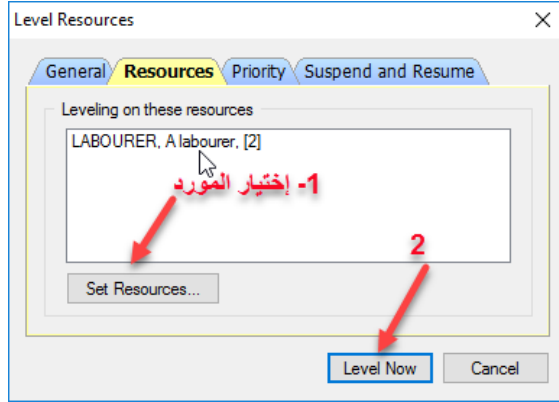 Level Resources
General Resources Priority Suspend and Resume
Leveling on these resources
LABOURER, A labourer, [2]
1- إختيار المورد
2
Set Resources...
Level Now Cancel